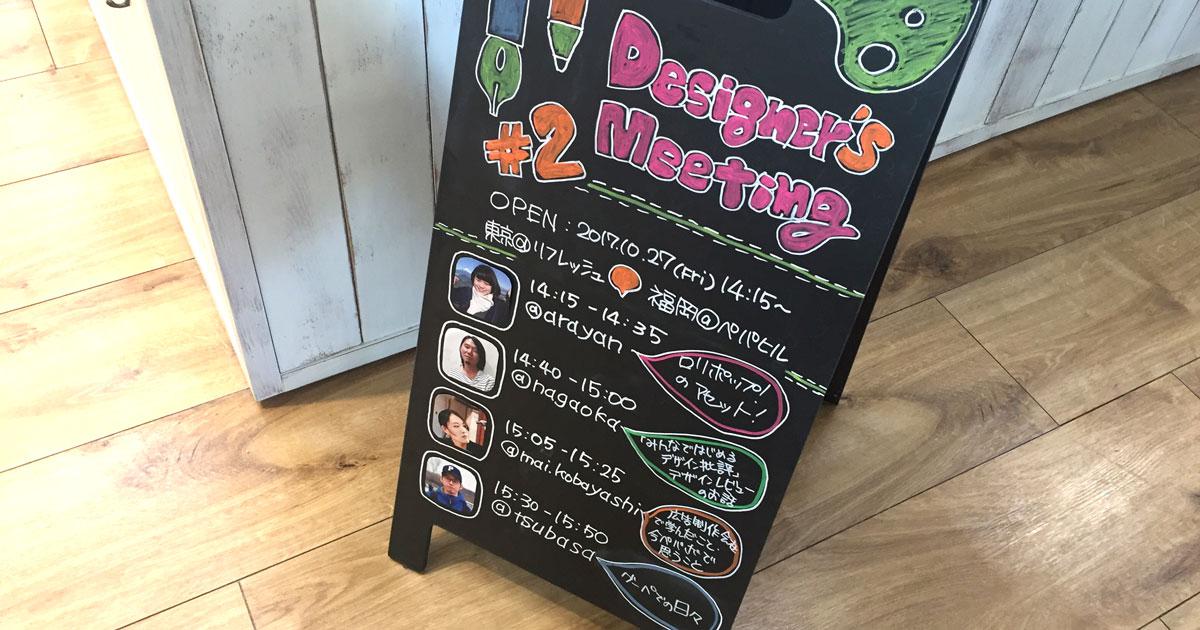 Designer's
#2 Meeting
OPEN : 2017.10.27(Fri) 14:15〜
東京@リフレッシュ 福岡@ペパビル
14:15 - 14:35
@arayan
ロリポップ!
のアセット!
14:40 - 15:00
@nagaoka
「みんなではじめる
デザイン批評」
デザインレビュー
のお話
15:05 - 15:25
@mai.kobayashi
広告制作会社
で学んだこと、
今ペパボで
思うこと
15:30 - 15:50
@tsubasa
グーペでの日々